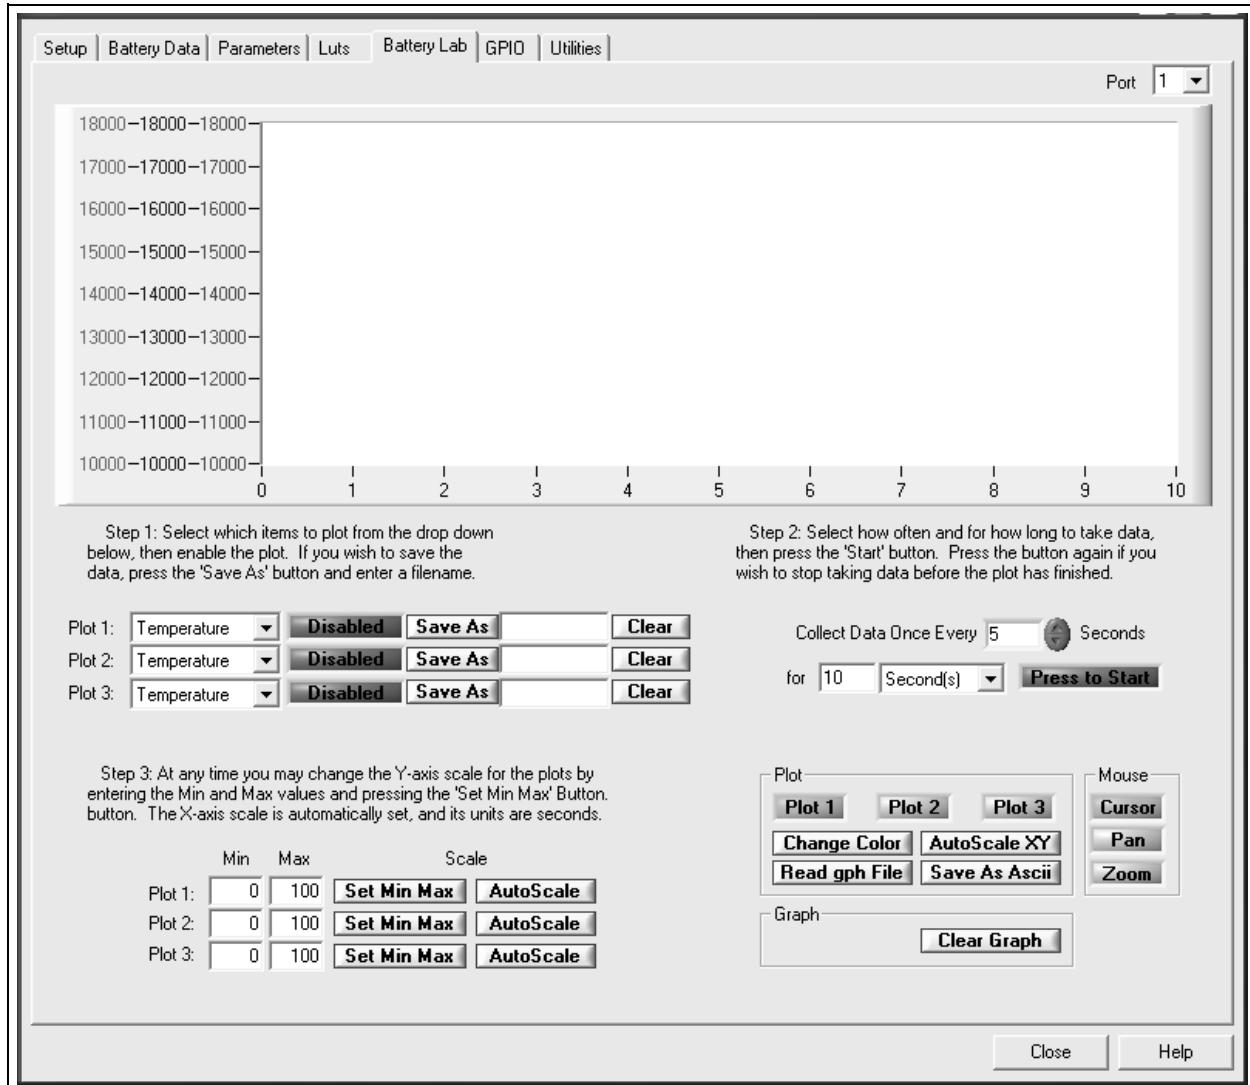 Setup Battery Data Parameters Luts Battery Lab GPIO Utilities
Port 1
18000 18000 18000
17000 17000 17000
16000 16000 16000
15000 15000 15000
14000 14000 14000
13000 13000 13000
12000 12000 12000
11000 11000 11000
10000 10000 10000
0 1 2 3 4 5 6 7 8 9 10
Step 1: Select which items to plot from the drop down
below, then enable the plot. If you wish to save the
data, press the 'Save As' button and enter a filename.
Plot 1: Temperature Disabled Save As Clear
Plot 2: Temperature Disabled Save As Clear
Plot 3: Temperature Disabled Save As Clear
Step 2: Select how often and for how long to take data,
then press the 'Start' button. Press the button again if you
wish to stop taking data before the plot has finished.
Collect Data Once Every 5 Seconds
for 10 Second(s) Press to Start
Step 3: At any time you may change the Y-axis scale for the plots by
entering the Min and Max values and pressing the 'Set Min Max' Button.
button. The X-axis scale is automatically set, and its units are seconds.
Min Max Scale
Plot 1: 0 100 Set Min Max AutoScale
Plot 2: 0 100 Set Min Max AutoScale
Plot 3: 0 100 Set Min Max AutoScale
Plot
Plot 1 Plot 2 Plot 3
Change Color AutoScale XY
Read gph File Save As Ascii
Mouse
Cursor
Pan
Zoom
Graph
Clear Graph
Close Help